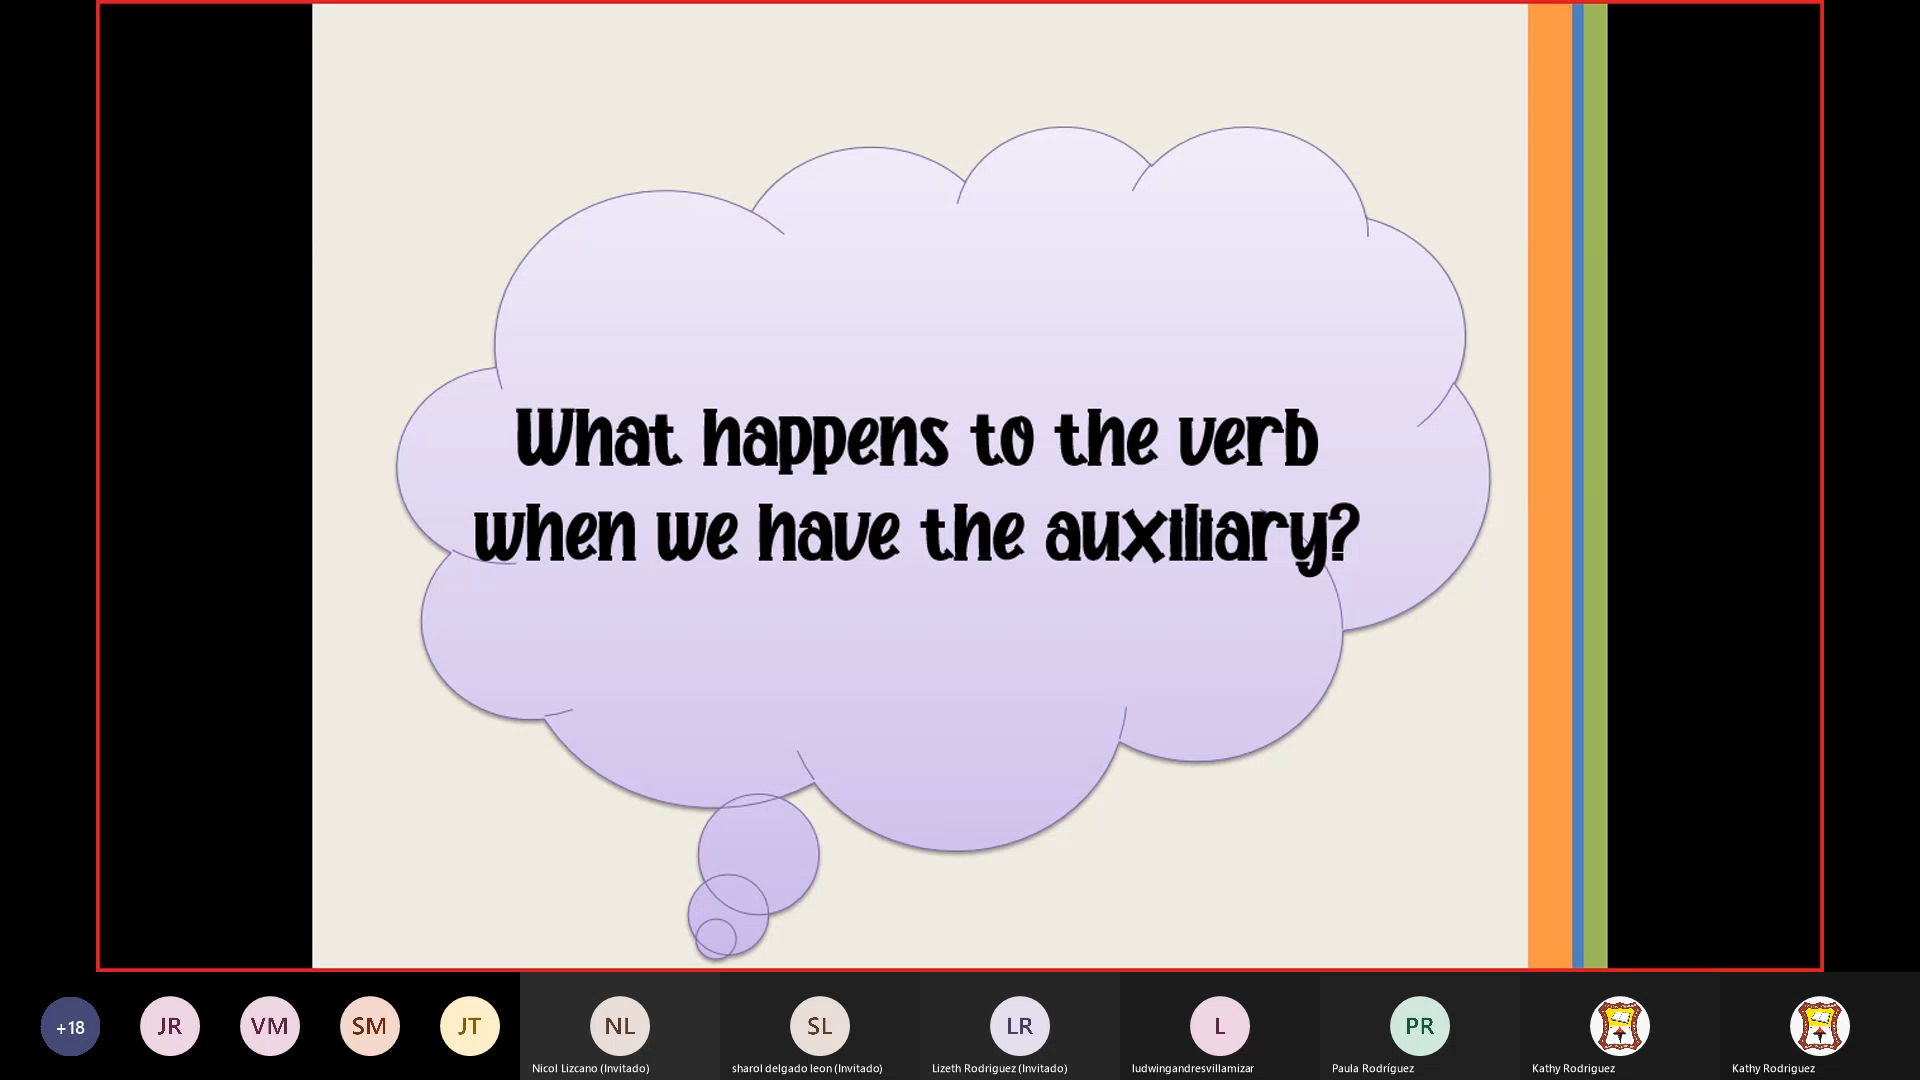 What happens to the verb
when we have the auxiliary?
+18
JR
VM
SM
JT
NL
SL
LR
L
PR
Nicol Lizcano (Invitado)
sharol delgado leon (Invitado)
Lizeth Rodriguez (Invitado)
ludwingandresvillamizar
Paula Rodríguez
Kathy Rodriguez
Kathy Rodriguez